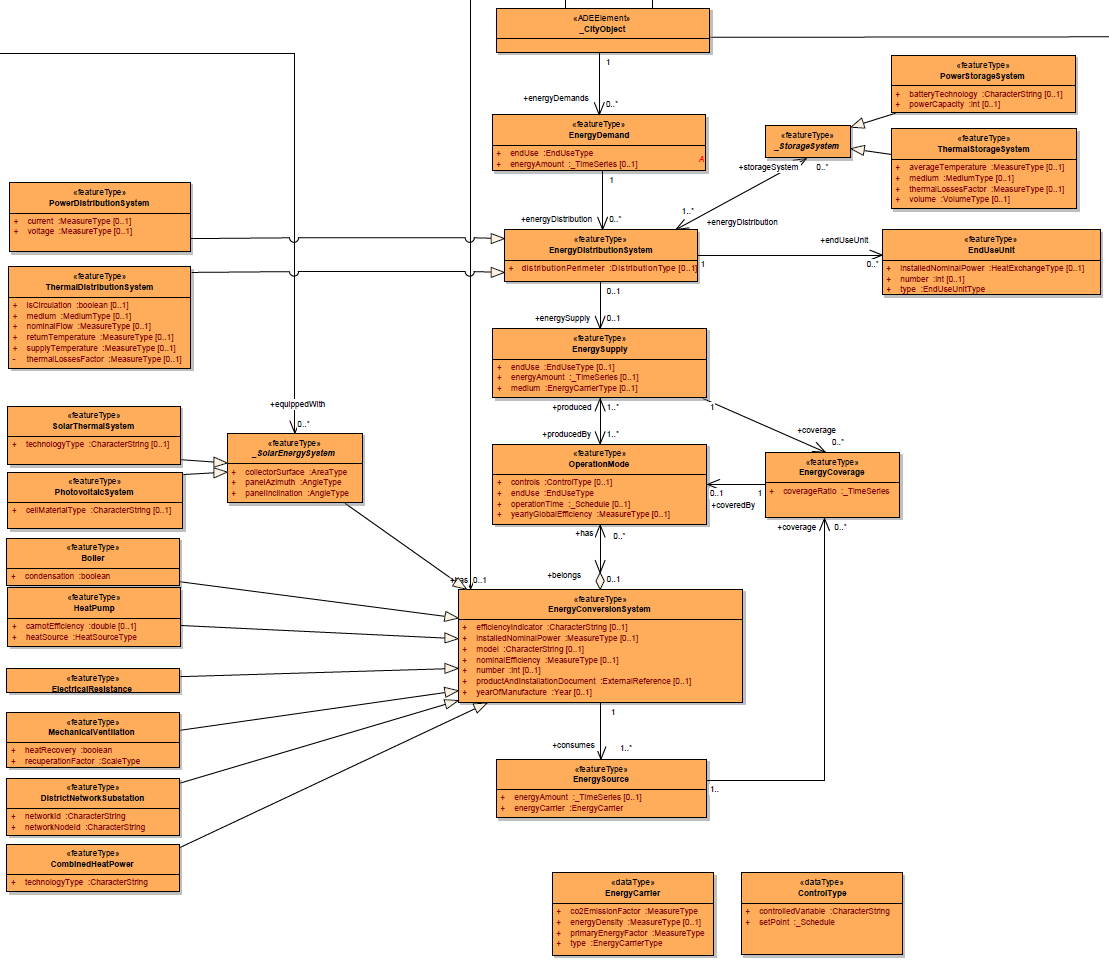 «ADEElement»
_CityObject
1
+energyDemands
0..*
«featureType»
EnergyDemand
+ endUse :EndUseType
+ energyAmount :_TimeSeries [0..1]
A
1
+energyDistribution
0..*
«featureType»
PowerStorageSystem
+ batteryTechnology :CharacterString [0..1]
+ powerCapacity :int [0..1]
«featureType»
_StorageSystem
+storageSystem
0..*
«featureType»
ThermalStorageSystem
+ averageTemperature :MeasureType [0..1]
+ medium :MediumType [0..1]
+ thermalLossesFactor :MeasureType [0..1]
+ volume :VolumeType [0..1]
1..*
+energyDistribution
«featureType»
PowerDistributionSystem
+ current :MeasureType [0..1]
+ voltage :MeasureType [0..1]
«featureType»
EnergyDistributionSystem
+ distributionPerimeter :DistributionType [0..1]
1
+endUseUnit
0..*
«featureType»
EndUseUnit
+ installedNominalPower :HeatExchangeType [0..1]
+ number :int [0..1]
+ type :EndUseUnitType
«featureType»
ThermalDistributionSystem
+ isCirculation :boolean [0..1]
+ medium :MediumType [0..1]
+ nominalFlow :MeasureType [0..1]
+ returnTemperature :MeasureType [0..1]
+ supplyTemperature :MeasureType [0..1]
- thermalLossesFactor :MeasureType [0..1]
0..1
+energySupply
0..1
«featureType»
EnergySupply
+ endUse :EndUseType [0..1]
+ energyAmount :_TimeSeries [0..1]
+ medium :EnergyCarrierType [0..1]
+produced
1..*
1
+coverage
0..*
+producedBy
1..*
+equippedWith
0..*
«featureType»
SolarThermalSystem
+ technologyType :CharacterString [0..1]
«featureType»
_SolarEnergySystem
+ collectorSurface :AreaType
+ panelAzimuth :AngleType
+ panelInclination :AngleType
«featureType»
OperationMode
+ controls :ControlType [0..1]
+ endUse :EndUseType
+ operationTime :_Schedule [0..1]
+ yearlyGlobalEfficiency :MeasureType [0..1]
«featureType»
EnergyCoverage
+ coverageRatio :_TimeSeries
0..1
1
+coveredBy
+coverage
0..*
«featureType»
PhotovoltaicSystem
+ cellMaterialType :CharacterString [0..1]
+has
0..*
+belongs
0..1
«featureType»
Boiler
+ condensation :boolean
+has 0..1
«featureType»
HeatPump
+ carnotEfficiency :double [0..1]
+ heatSource :HeatSourceType
«featureType»
EnergyConversionSystem
+ efficiencyIndicator :CharacterString [0..1]
+ installedNominalPower :MeasureType [0..1]
+ model :CharacterString [0..1]
+ nominalEfficiency :MeasureType [0..1]
+ number :int [0..1]
+ productAndInstallationDocument :ExternalReference [0..1]
+ yearOfManufacture :Year [0..1]
«featureType»
ElectricalResistance
«featureType»
MechanicalVentilation
+ heatRecovery :boolean
+ recuperationFactor :ScaleType
1
+consumes
1..*
«featureType»
EnergySource
+ energyAmount :_TimeSeries [0..1]
+ energyCarrier :EnergyCarrier
1..
«featureType»
DistrictNetworkSubstation
+ networkId :CharacterString
+ networkNodeId :CharacterString
«featureType»
CombinedHeatPower
+ technologyType :CharacterString
«dataType»
EnergyCarrier
+ co2EmissionFactor :MeasureType
+ energyDensity :MeasureType [0..1]
+ primaryEnergyFactor :MeasureType
+ type :EnergyCarrierType
«dataType»
ControlType
+ controlledVariable :CharacterString
+ setPoint :_Schedule